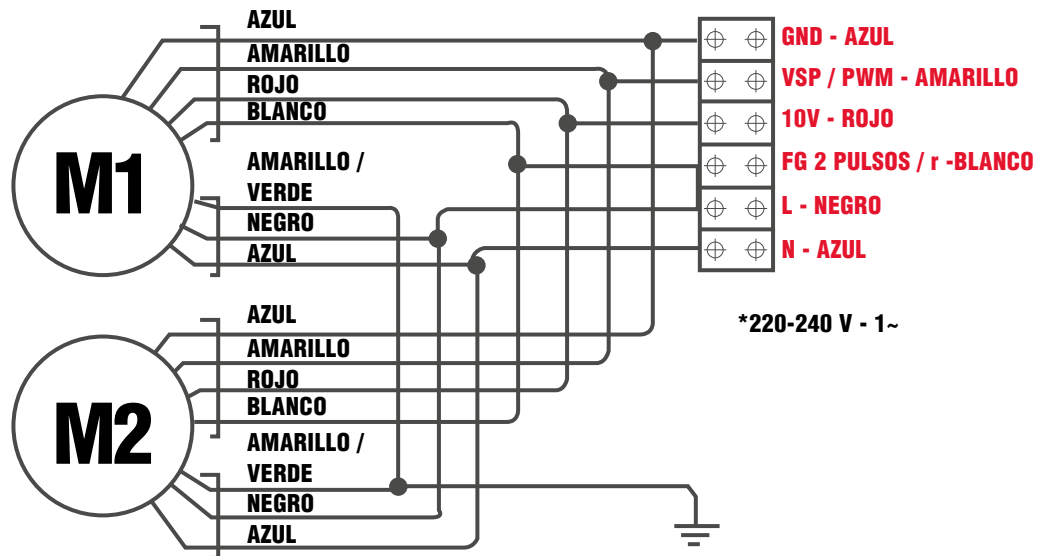 M1
AZUL
AMARILLO
ROJO
BLANCO
AMARILLO /
VERDE
NEGRO
AZUL
M2
AZUL
AMARILLO
ROJO
BLANCO
AMARILLO /
VERDE
NEGRO
AZUL
GND - AZUL
VSP / PWM - AMARILLO
10V - ROJO
FG 2 PULSOS / r -BLANCO
L - NEGRO
N - AZUL
*220-240 V - 1~